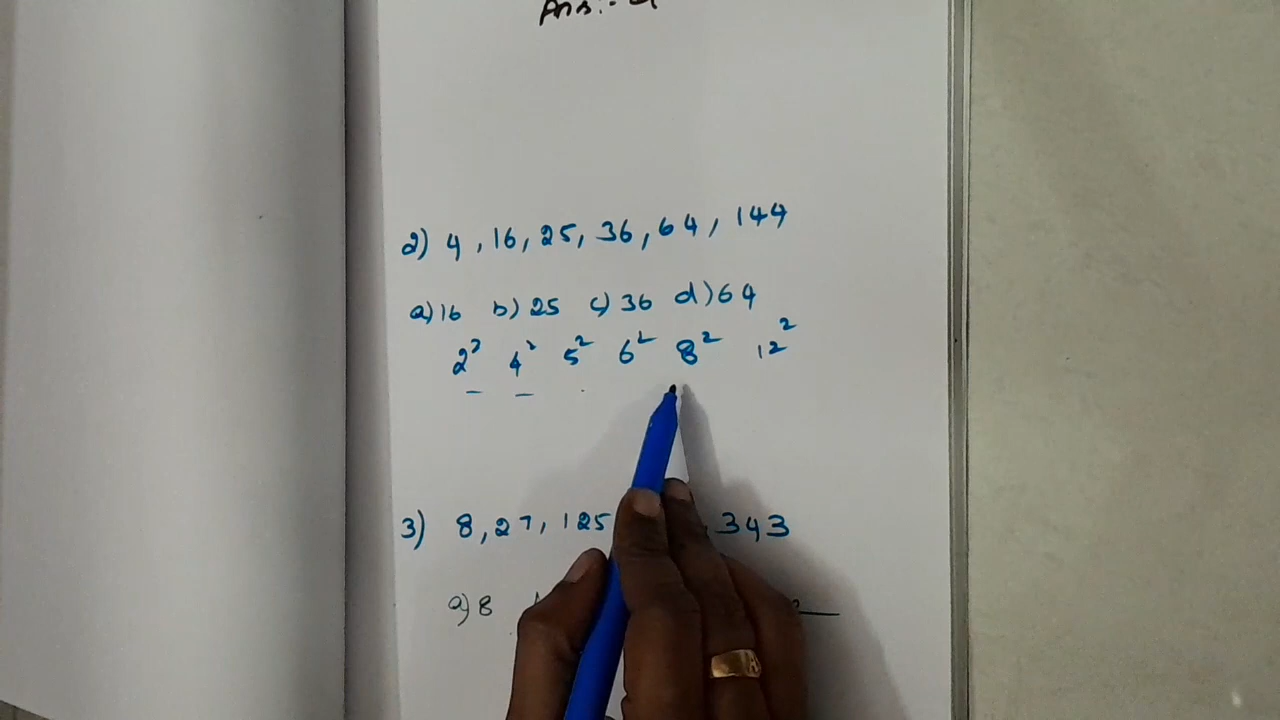 Ans:-
2) 4, 16, 25, 36, 64, 144
a) 16 b) 25 c) 36 d) 64
2² 4² 5² 6² 8² 12²
3) 8, 27, 125 , 343
a) 8